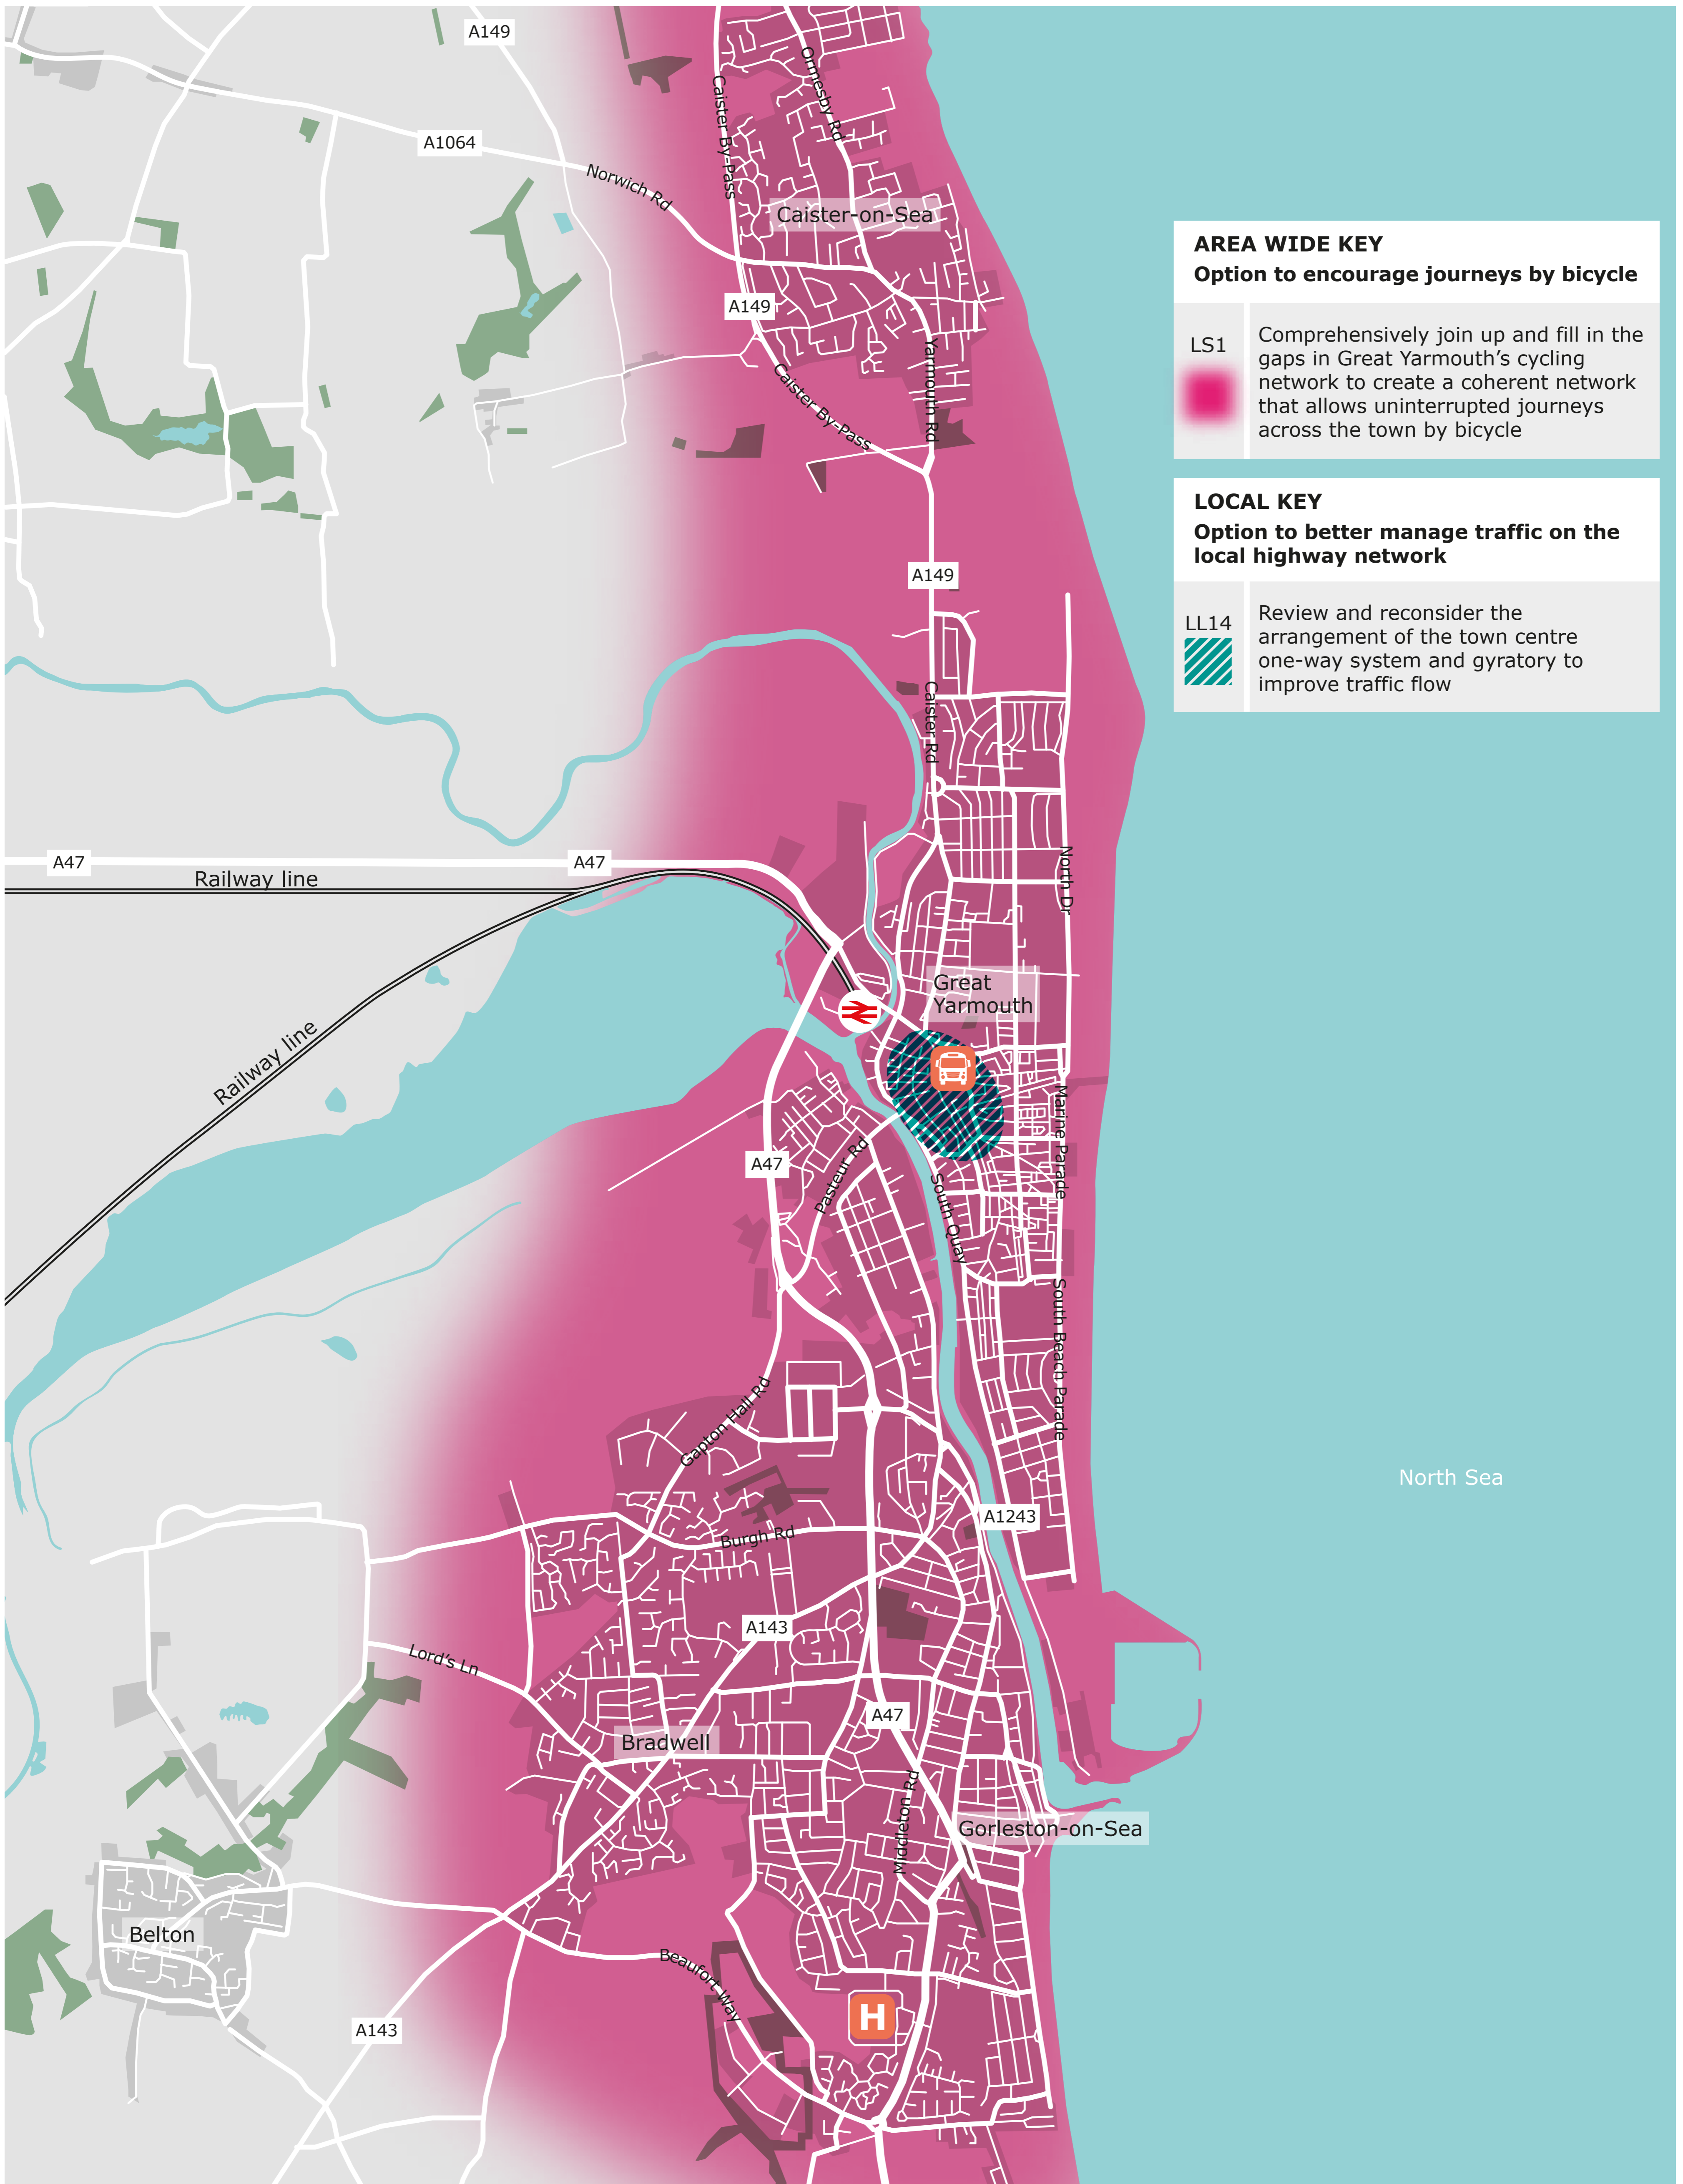 A149
Ormesby Rd
Caister By-Pass
A1064
Norwich Rd
Caister-on-Sea
AREA WIDE KEY
Option to encourage journeys by bicycle
LS1
Comprehensively join up and fill in the
gaps in Great Yarmouth’s cycling
network to create a coherent network
that allows uninterrupted journeys
across the town by bicycle
A149
Yarmouth Rd
Caister By-Pass
LOCAL KEY
Option to better manage traffic on the
local highway network
LL14
Review and reconsider the
arrangement of the town centre
one-way system and gyratory to
improve traffic flow
A149
Caister Rd
A47
A47
Railway line
North Dr
Great
Yarmouth
Railway line
Marine Parade
A47
Pasteur Rd
South Quay
South Beach Parade
Gapton Hall Rd
North Sea
A1243
Burgh Rd
A143
Lord’s Ln
A47
Bradwell
Middleton Rd
Gorleston-on-Sea
Belton
Beaufort Way
H
A143